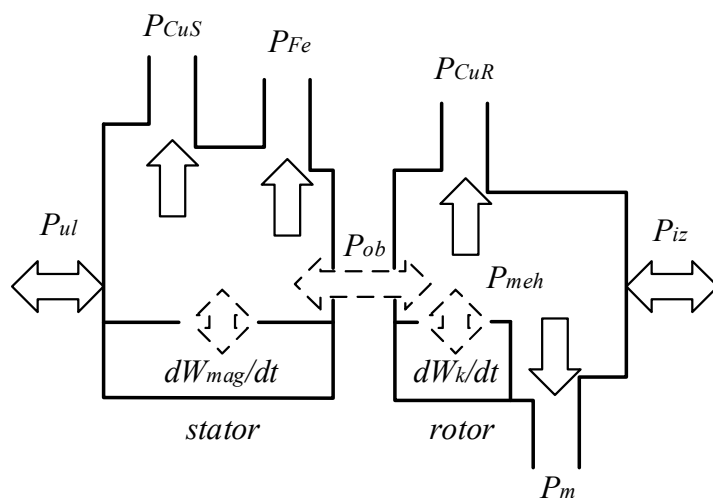 PCuS
PFe
PCuR
Pul
Pob
Pmeh
Piz
dWmag/dt
dWk/dt
stator
rotor
Pm